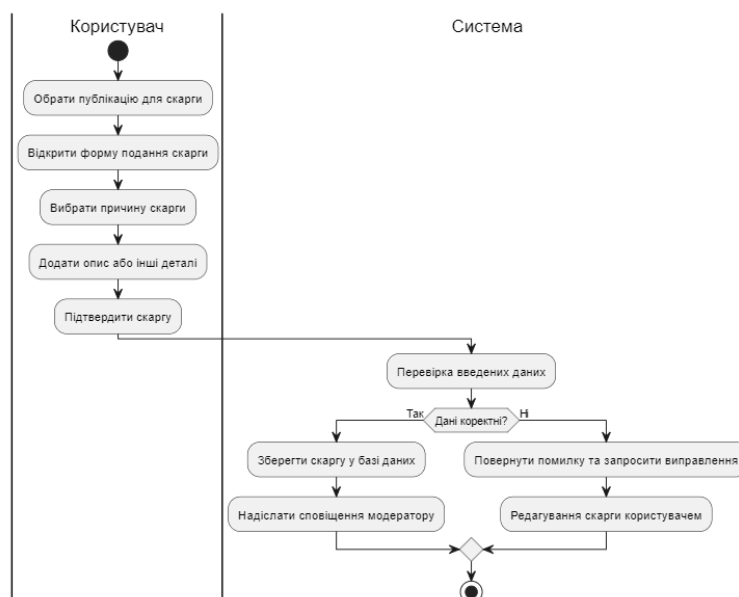 Користувач
Система
Обрати публікацію для скарги
Відкрити форму подання скарги
Вибрати причину скарги
Додати опис або інші деталі
Підтвердити скаргу
Перевірка введених даних
Так
Дані коректні?
Ні
Зберегти скаргу у базі даних
Повернути помилку та запросити виправлення
Надіслати сповіщення модератору
Редагування скарги користувачем